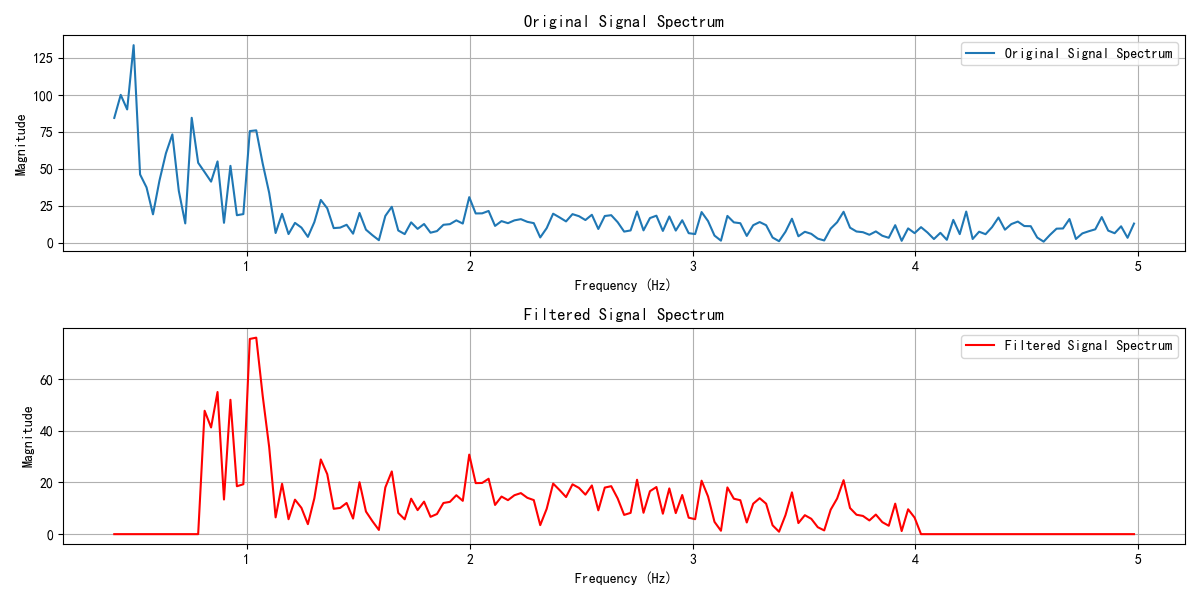 Original Signal Spectrum
Original Signal Spectrum
125
100
75
50
25
0
Magnitude
1 2 3 4 5
Frequency (Hz)
Filtered Signal Spectrum
Filtered Signal Spectrum
60
40
20
0
Magnitude
1 2 3 4 5
Frequency (Hz)